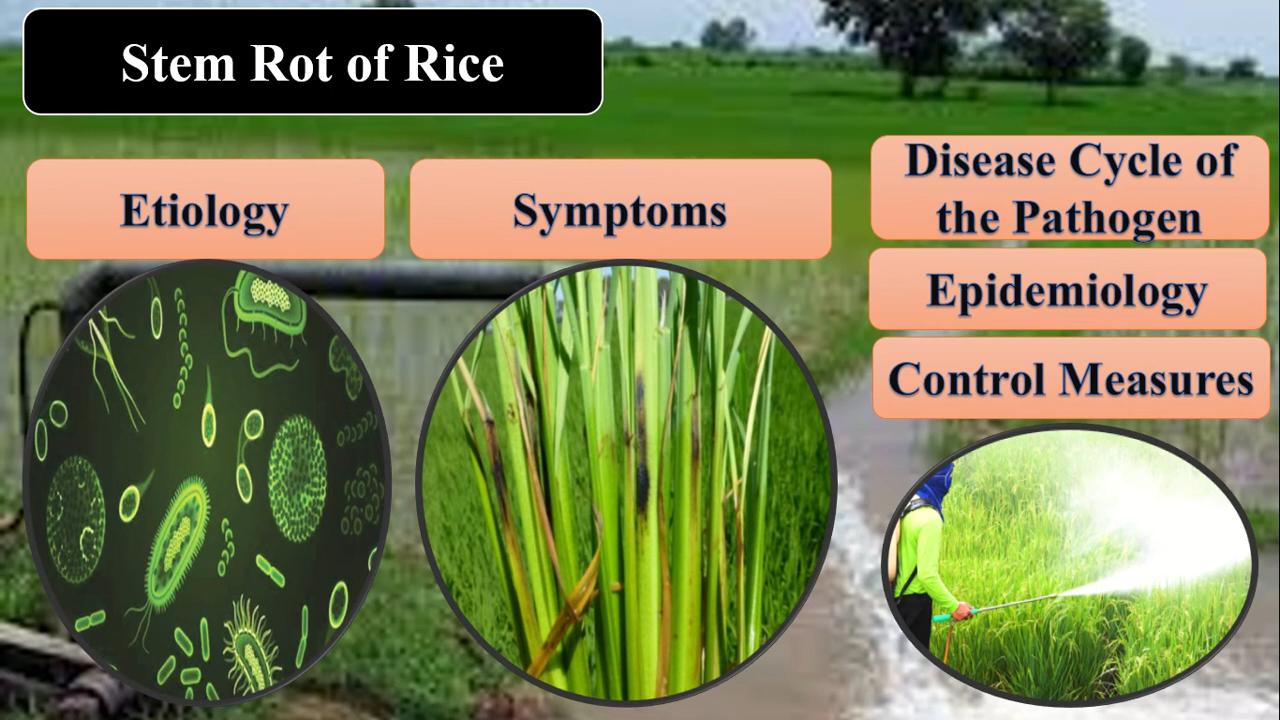 Stem Rot of Rice
Etiology
Symptoms
Disease Cycle of
the Pathogen
Epidemiology
Control Measures